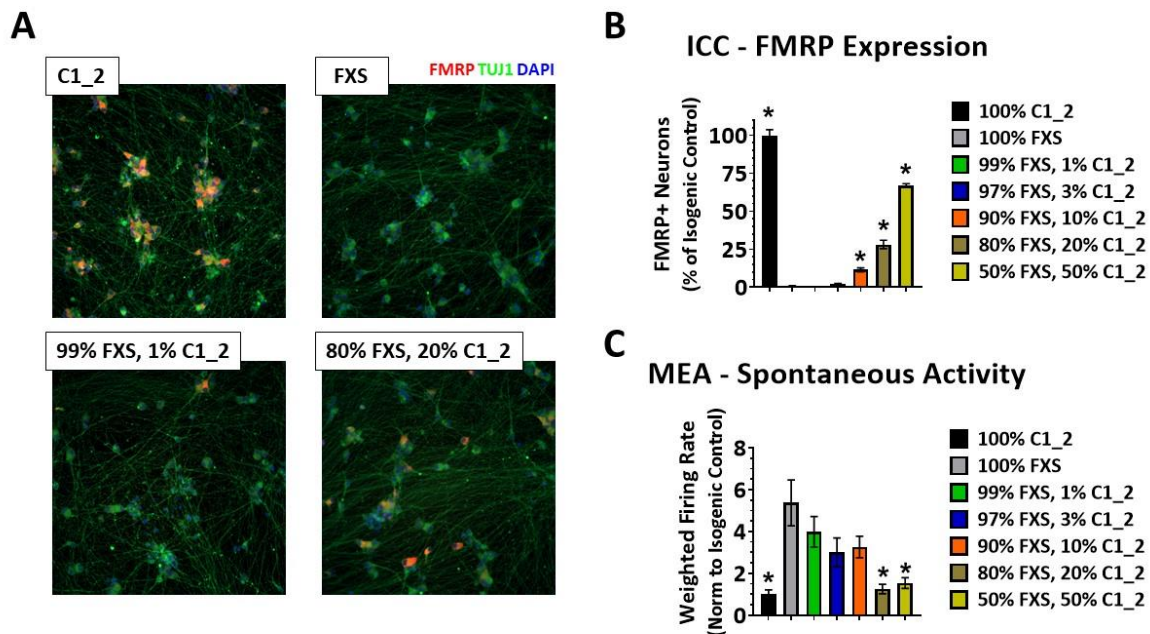 A
C1_2
FXS
FMRP TUJ1 DAPI
99% FXS, 1% C1_2
80% FXS, 20% C1_2
B
ICC - FMRP Expression
FMRP+ Neurons
(% of Isogenic Control)
100
75
50
25
0
*
*
*
*
100% C1_2
100% FXS
99% FXS, 1% C1_2
97% FXS, 3% C1_2
90% FXS, 10% C1_2
80% FXS, 20% C1_2
50% FXS, 50% C1_2
C
MEA - Spontaneous Activity
Weighted Firing Rate
(Norm to Isogenic Control)
8
6
4
2
0
*
*
*
100% C1_2
100% FXS
99% FXS, 1% C1_2
97% FXS, 3% C1_2
90% FXS, 10% C1_2
80% FXS, 20% C1_2
50% FXS, 50% C1_2